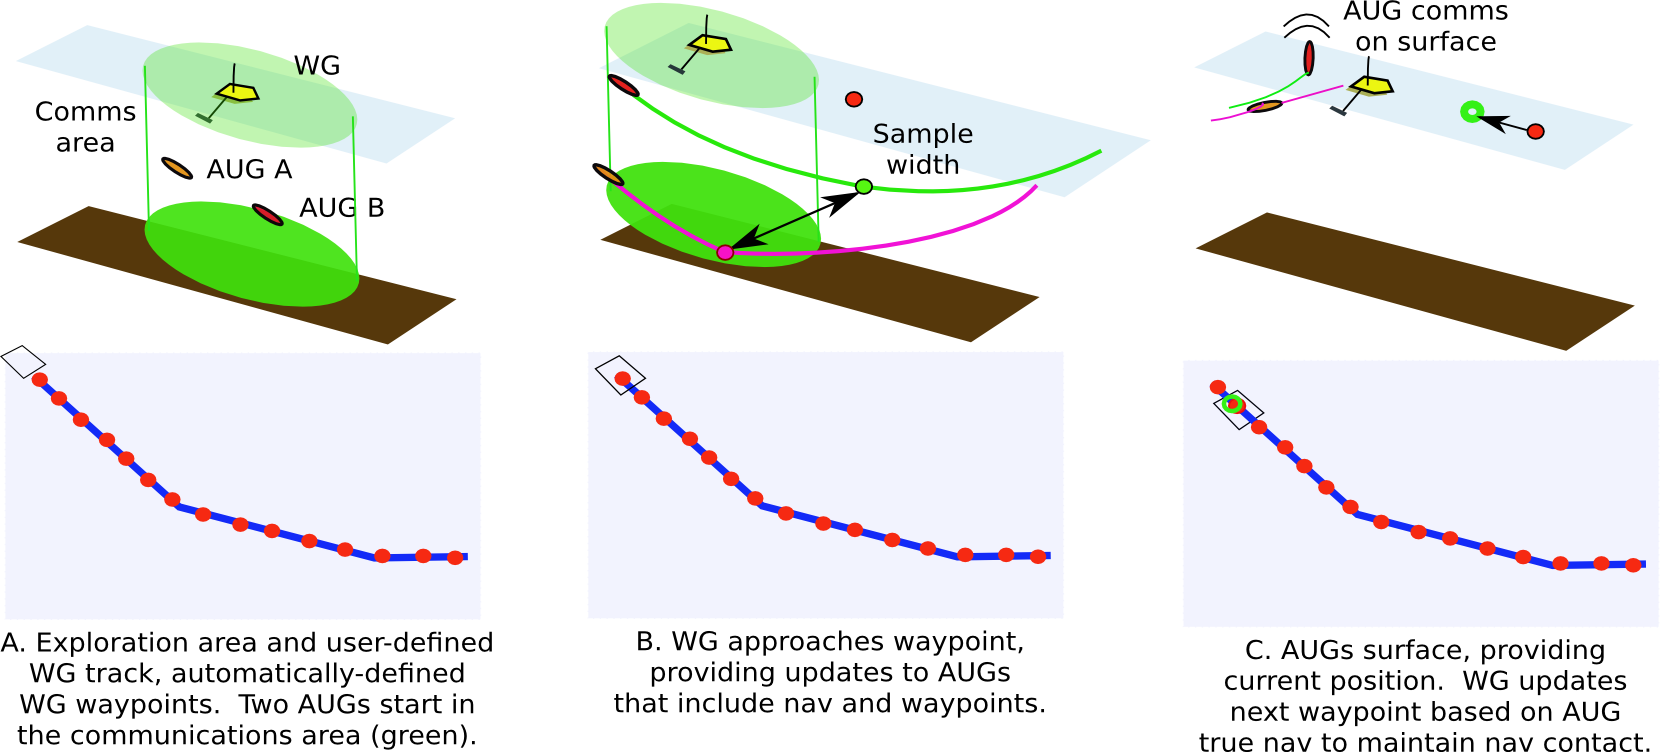 WG
Comms
area
AUG A
AUG B
A. Exploration area and user-defined
WG track, automatically-defined
WG waypoints.  Two AUGs start in
the communications area (green).
Sample
width
B. WG approaches waypoint,
providing updates to AUGs
that include nav and waypoints.
AUG comms
on surface
C. AUGs surface, providing
current position.  WG updates
next waypoint based on AUG
true nav to maintain nav contact.